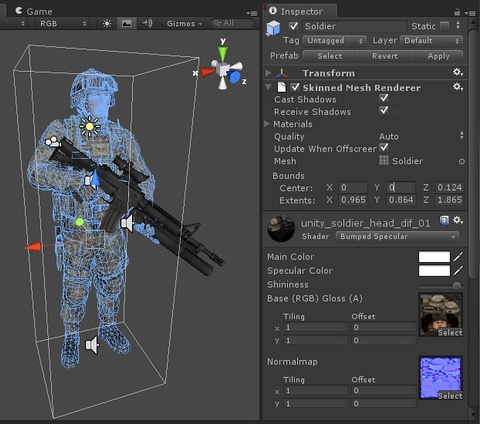 Game
Inspector
RGB
Gizmos
All
Soldier
Static
Tag Untagged Layer Default
Prefab Select Revert Apply
y
x
z
Transform
Skinned Mesh Renderer
Cast Shadows
Receive Shadows
Materials
Quality Auto
Update When Offscreen
Mesh Soldier
Bounds
Center: X 0 Y 0 Z 0.124
Extents: X 0.965 Y 0.864 Z 1.865
unity_soldier_head_dif_01
Shader Bumped Specular
Main Color
Specular Color
Shininess
Base (RGB) Gloss (A)
Tiling Offset
x 1 0
y 1 0
Select
Normalmap
Tiling Offset
x 1 0
y 1 0
Select